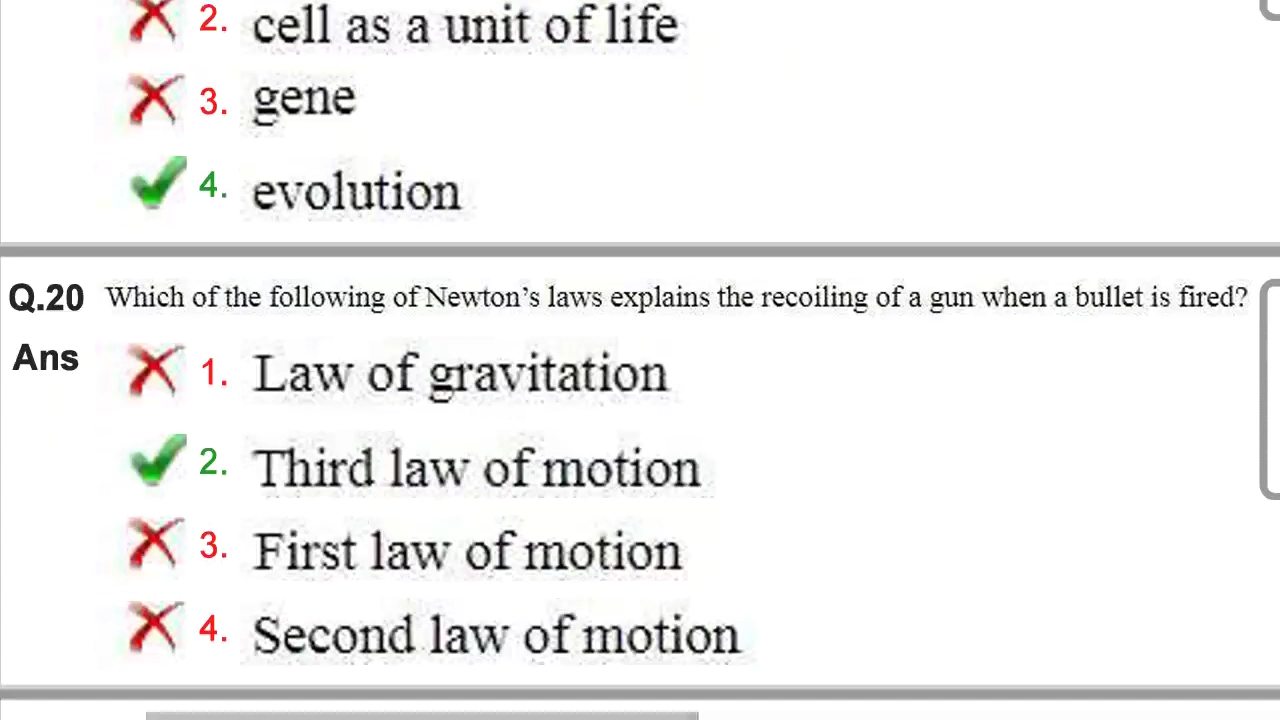 2. cell as a unit of life
3. gene
4. evolution
Q.20 Which of the following of Newton’s laws explains the recoiling of a gun when a bullet is fired?
Ans 1. Law of gravitation
2. Third law of motion
3. First law of motion
4. Second law of motion